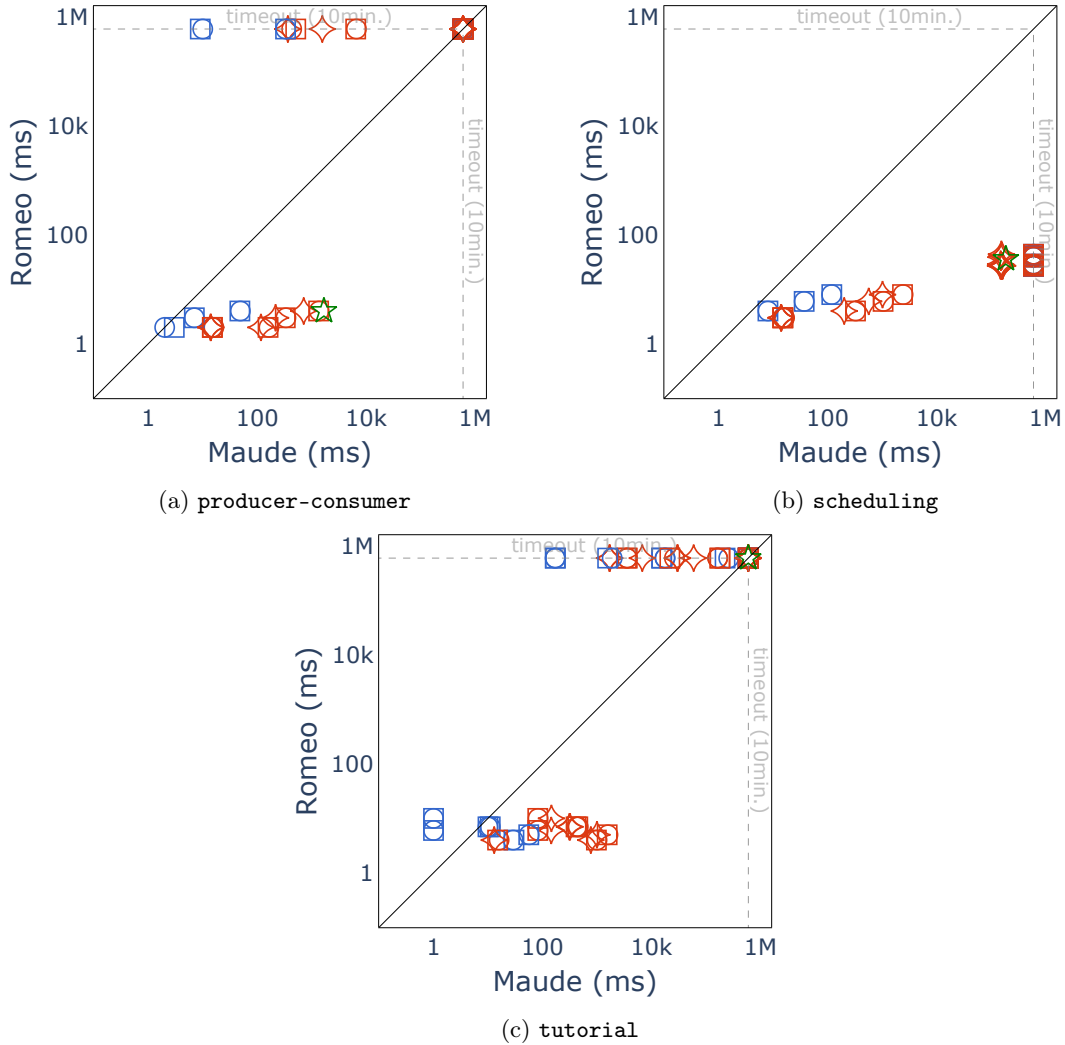 1M
timeout (10min.)
10k
timeout (10min.)
100
1
Romeo (ms)
1
100
10k
1M
Maude (ms)
(a) producer-consumer
1M
timeout (10min.)
10k
timeout (10min.)
100
1
Romeo (ms)
1
100
10k
1M
Maude (ms)
(b) scheduling
1M
timeout (10min.)
10k
timeout (10min.)
100
1
Romeo (ms)
1
100
10k
1M
Maude (ms)
(c) tutorial